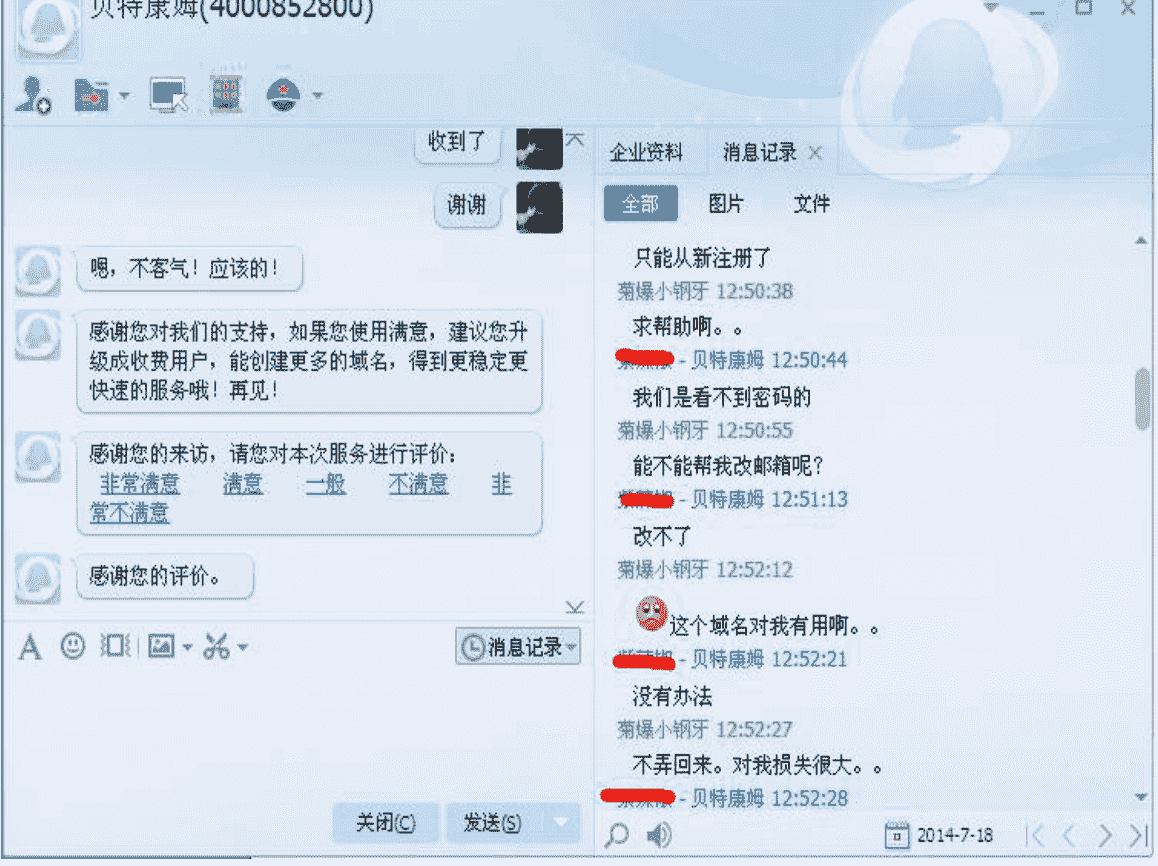 贝特康姆(4000852800)
收到了
谢谢
嗯，不客气！应该的！
感谢您对我们的支持，如果您使用满意，建议您升
级成收费用户，能创建更多的域名，得到更稳定更
快速的服务哦！再见！
感谢您的来访，请您对本次服务进行评价：
非常满意 满意 一般 不满意 非
常不满意
感谢您的评价。
消息记录
关闭(C) 发送(S)
企业资料 消息记录
全部 图片 文件
只能从新注册了
菊爆小钢牙 12:50:38
求帮助啊。。
- 贝特康姆 12:50:44
我们是看不到密码的
菊爆小钢牙 12:50:55
能不能帮我改邮箱呢？
- 贝特康姆 12:51:13
改不了
菊爆小钢牙 12:52:12
这个域名对我有用啊。。
- 贝特康姆 12:52:21
没有办法
菊爆小钢牙 12:52:27
不弄回来。对我损失很大。。
- 贝特康姆 12:52:28
2014-7-18